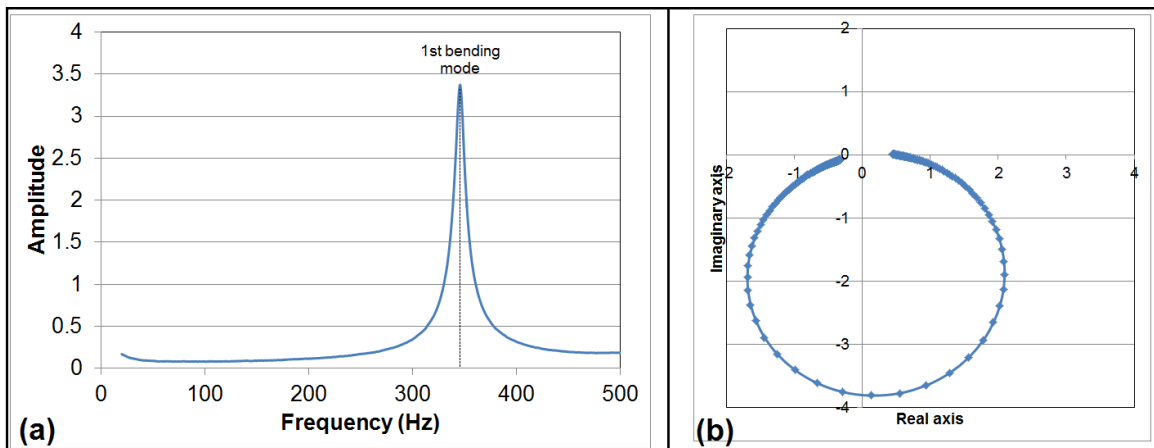 4
3.5
3
2.5
2
1.5
1
0.5
0
0 100 200 300 400 500
1st bending
mode
Amplitude
Frequency (Hz)
(a)
2
1
0
-2 -1 0 1 2 3 4
-1
-2
-3
-4
Imaginary axis
Real axis
(b)